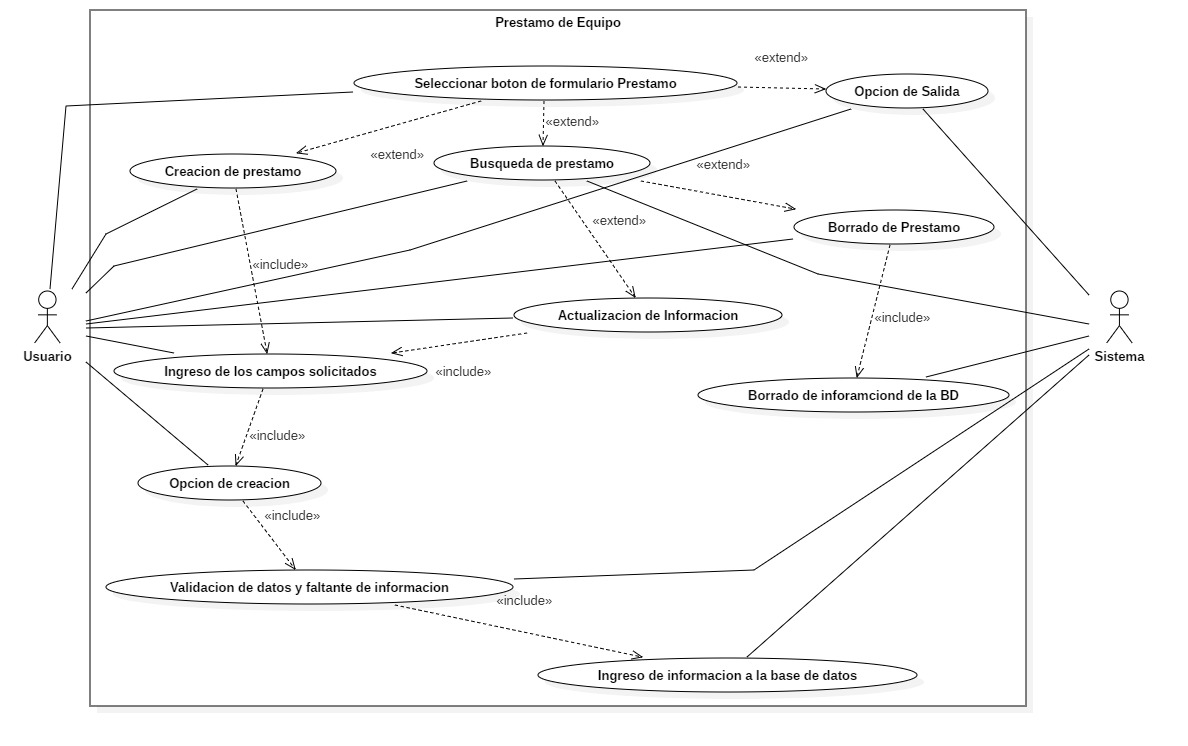 Prestamo de Equipo
«extend»
Seleccionar boton de formulario Prestamo
Opcion de Salida
«extend»
«extend»
Creacion de prestamo
Busqueda de prestamo
«extend»
«extend»
Borrado de Prestamo
«include»
Actualizacion de Informacion
«include»
Usuario
Sistema
Ingreso de los campos solicitados
«include»
Borrado de inforamciond de la BD
«include»
Opcion de creacion
«include»
Validacion de datos y faltante de informacion
«include»
Ingreso de informacion a la base de datos